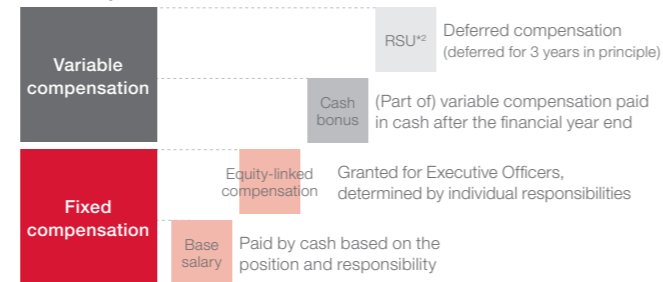 Variable
compensation
RSU*2
Deferred compensation
(deferred for 3 years in principle)
Cash
bonus
(Part of) variable compensation paid
in cash after the financial year end
Fixed
compensation
Equity-linked
compensation
Granted for Executive Officers,
determined by individual responsibilities
Base
salary
Paid by cash based on the
position and responsibility